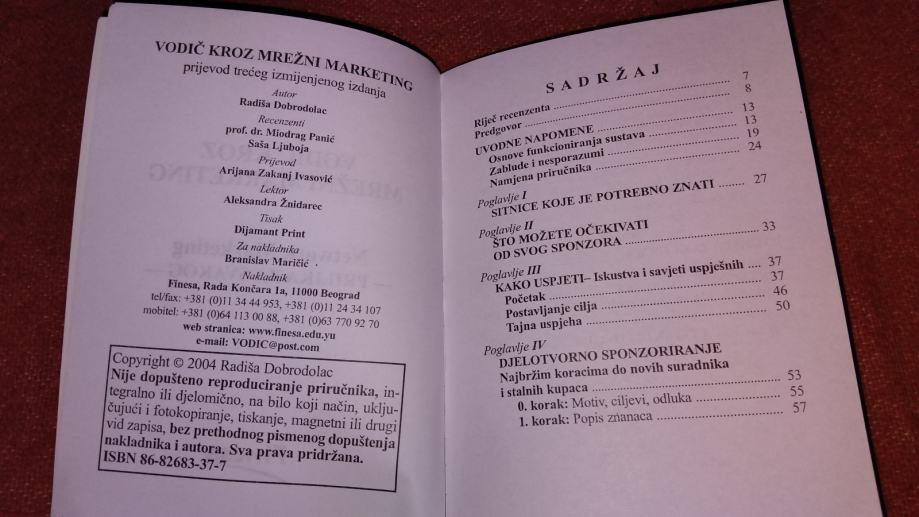 VODIČ KROZ MREŽNI MARKETING
prijevod trećeg izmijenjenog izdanja
Autor
Radiša Dobrodolac
Recenzenti
prof. dr. Miodrag Panić
Saša Ljuboja
Prijevod
Arijana Zakanj Ivasović
Lektor
Aleksandra Žnidarec
Tisak
Dijamant Print
Za nakladnika
Branislav Maričić
Nakladnik
Finesa, Rada Končara 1a, 11000 Beograd
tel/fax: +381 (0)11 34 44 953, +381 (0)11 24 34 107
mobitel: +381 (0)64 113 00 88, +381 (0)63 770 92 70
web stranica: www.finesa.edu.yu
e-mail: VODIC@post.com
Copyright © 2004 Radiša Dobrodolac
Nije dopušteno reproduciranje priručnika, in-
tegralno ili djelomično, na bilo koji način, uklju-
čujući i fotokopiranje, tiskanje, magnetni ili drugi
vid zapisa, bez prethodnog pismenog dopuštenja
nakladnika i autora. Sva prava pridržana.
ISBN 86-82683-37-7
SADRŽAJ
Riječ recenzenta ........ 7
Predgovor ........ 8
UVODNE NAPOMENE ........ 13
Osnove funkcioniranja sustava ........ 13
Zablude i nesporazumi ........ 19
Namjena priručnika ........ 24
Poglavlje I
SITNICE KOJE JE POTREBNO ZNATI ........ 27
Poglavlje II
ŠTO MOŽETE OČEKIVATI
OD SVOG SPONZORA ........ 33
Poglavlje III
KAKO USPJETI– Iskustva i savjeti uspješnih .... 37
Početak ........ 37
Postavljanje cilja ........ 46
Tajna uspjeha ........ 50
Poglavlje IV
DJELOTVORNO SPONZORIRANJE
Najbržim koracima do novih suradnika
i stalnih kupaca ........ 53
0. korak: Motiv, ciljevi, odluka ........ 55
1. korak: Popis znanaca ........ 57